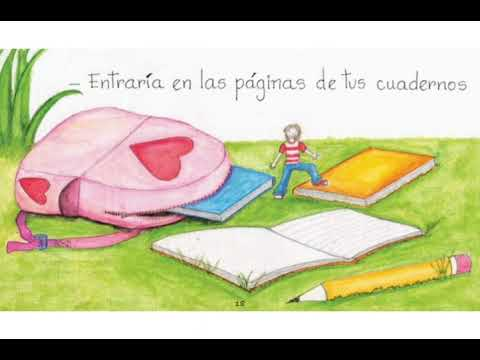 – Entraría en las páginas de tus cuadernos
18